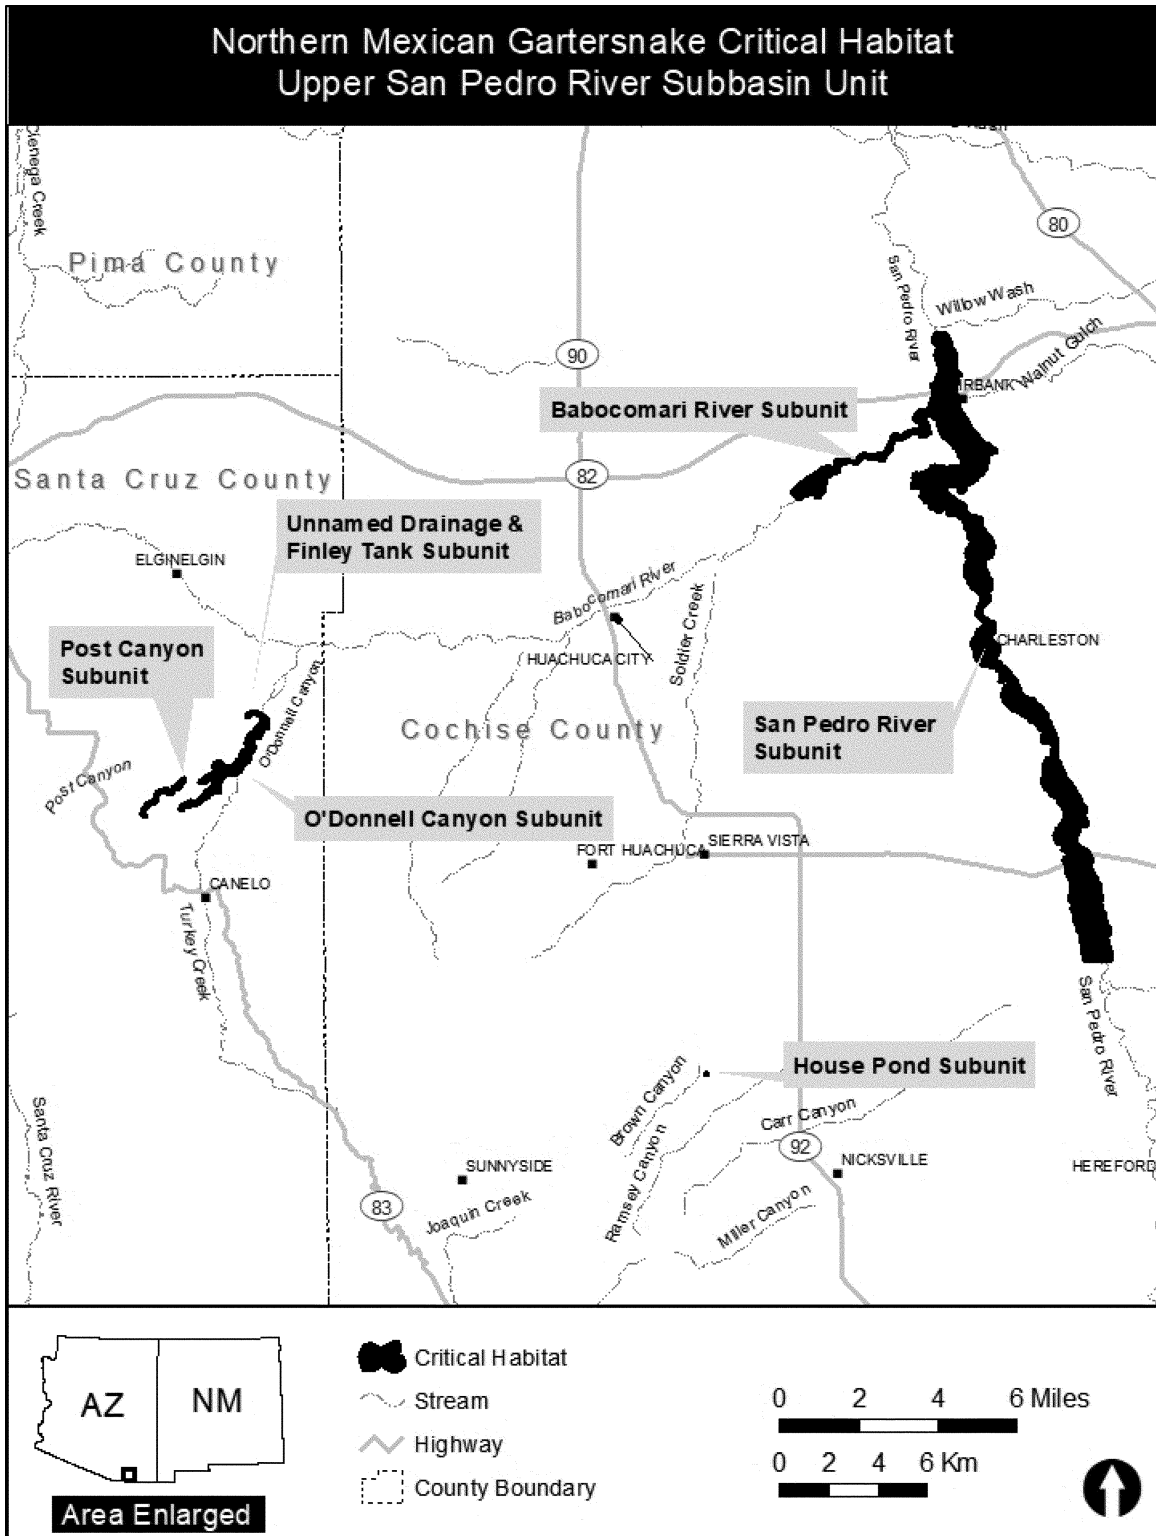 Northern Mexican Gartersnake Critical Habitat
Upper San Pedro River Subbasin Unit
Cienega Creek
80
Pima County
San Pedro River
Willow Wash
90
Walnut Gulch
IRBANK
Babocomari River Subunit
82
Santa Cruz County
Unnamed Drainage &
Finley Tank Subunit
ELGINELGIN
Babocomari River
Soldier Creek
Post Canyon
Subunit
HUACHUCA CITY
CHARLESTON
O'Donnell Canyon
Cochise County
San Pedro River
Subunit
Post Canyon
O'Donnell Canyon Subunit
FORT HUACHUCA
SIERRA VISTA
CANELO
Turkey Creek
San Pedro River
House Pond Subunit
Brown Canyon
Carr Canyon
Santa Cruz River
Ramsey Canyon
92
NICKSVILLE
HEREFORD
SUNNYSIDE
83
Joaquin Creek
Miller Canyon
AZ
NM
Area Enlarged
Critical Habitat
Stream
Highway
County Boundary
0 2 4 6 Miles
0 2 4 6 Km